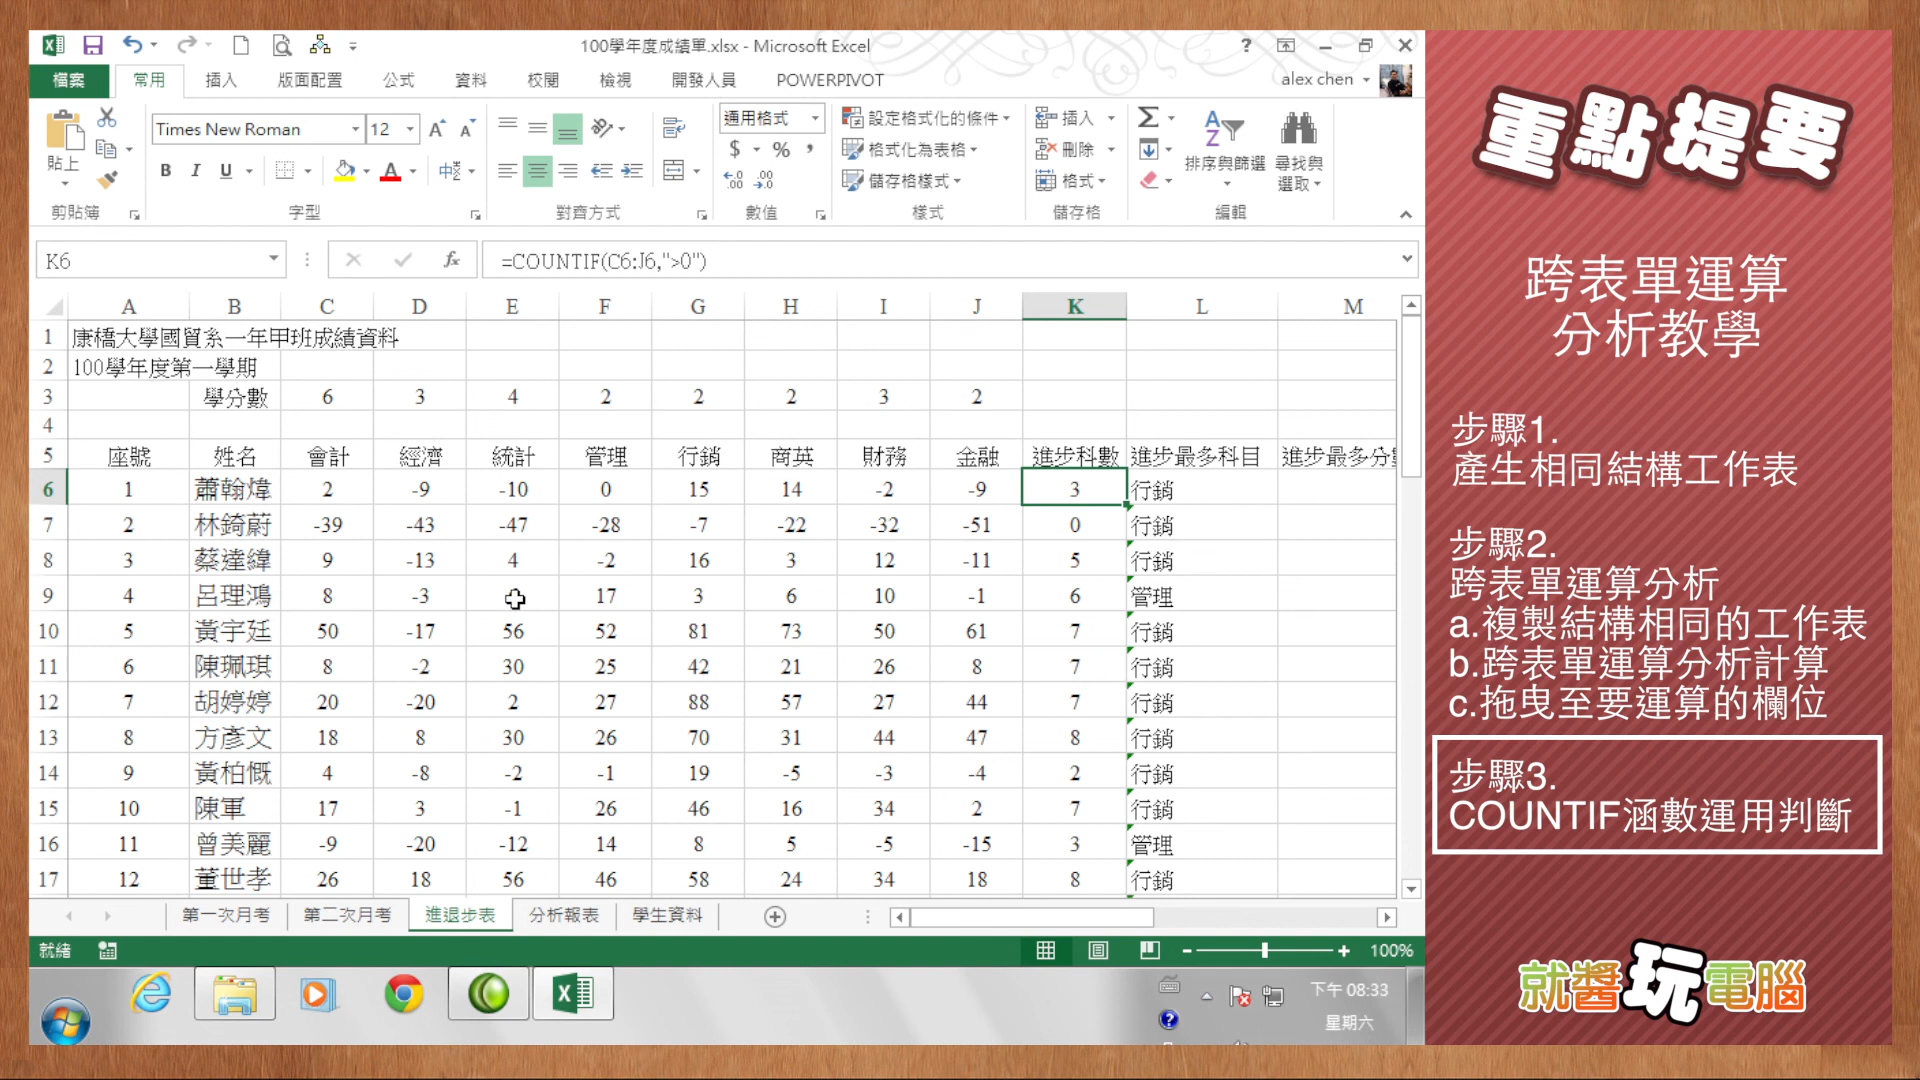 100學年度成績單.xlsx - Microsoft Excel
檔案 常用 插入 版面配置 公式 資料 校閱 檢視 開發人員 POWERPIVOT alex chen
貼上 Times New Roman 12 通用格式 設定格式化的條件 插入
B I U $ % , 格式化為表格 刪除 排序與篩選 尋找與選取
儲存格樣式 格式
剪貼簿 字型 對齊方式 數值 樣式 儲存格 編輯
K6 fx =COUNTIF(C6:J6,">0")
A B C D E F G H I J K L M
1 康橋大學國貿系一年甲班成績資料
2 100學年度第一學期
3 學分數 6 3 4 2 2 2 3 2
4
5 座號 姓名 會計 經濟 統計 管理 行銷 商英 財務 金融 進步科數 進步最多科目 進步最多分
6 1 蕭翰煒 2 -9 -10 0 15 14 -2 -9 3 行銷
7 2 林錡蔚 -39 -43 -47 -28 -7 -22 -32 -51 0 行銷
8 3 蔡達緯 9 -13 4 -2 16 3 12 -11 5 行銷
9 4 呂理鴻 8 -3 17 3 6 10 -1 6 管理
10 5 黃宇廷 50 -17 56 52 81 73 50 61 7 行銷
11 6 陳珮琪 8 -2 30 25 42 21 26 8 7 行銷
12 7 胡婷婷 20 -20 2 27 88 57 27 44 7 行銷
13 8 方彥文 18 8 30 26 70 31 44 47 8 行銷
14 9 黃柏慨 4 -8 -2 -1 19 -5 -3 -4 2 行銷
15 10 陳軍 17 3 -1 26 46 16 34 2 7 行銷
16 11 曾美麗 -9 -20 -12 14 8 5 -5 -15 3 管理
17 12 董世孝 26 18 56 46 58 24 34 18 8 行銷
第一次月考 第二次月考 進退步表 分析報表 學生資料
就緒 100%
下午 08:33
星期六
重點提要
跨表單運算
分析教學
步驟1.
產生相同結構工作表
步驟2.
跨表單運算分析
a.複製結構相同的工作表
b.跨表單運算分析計算
c.拖曳至要運算的欄位
步驟3.
COUNTIF涵數運用判斷
就醬玩電腦